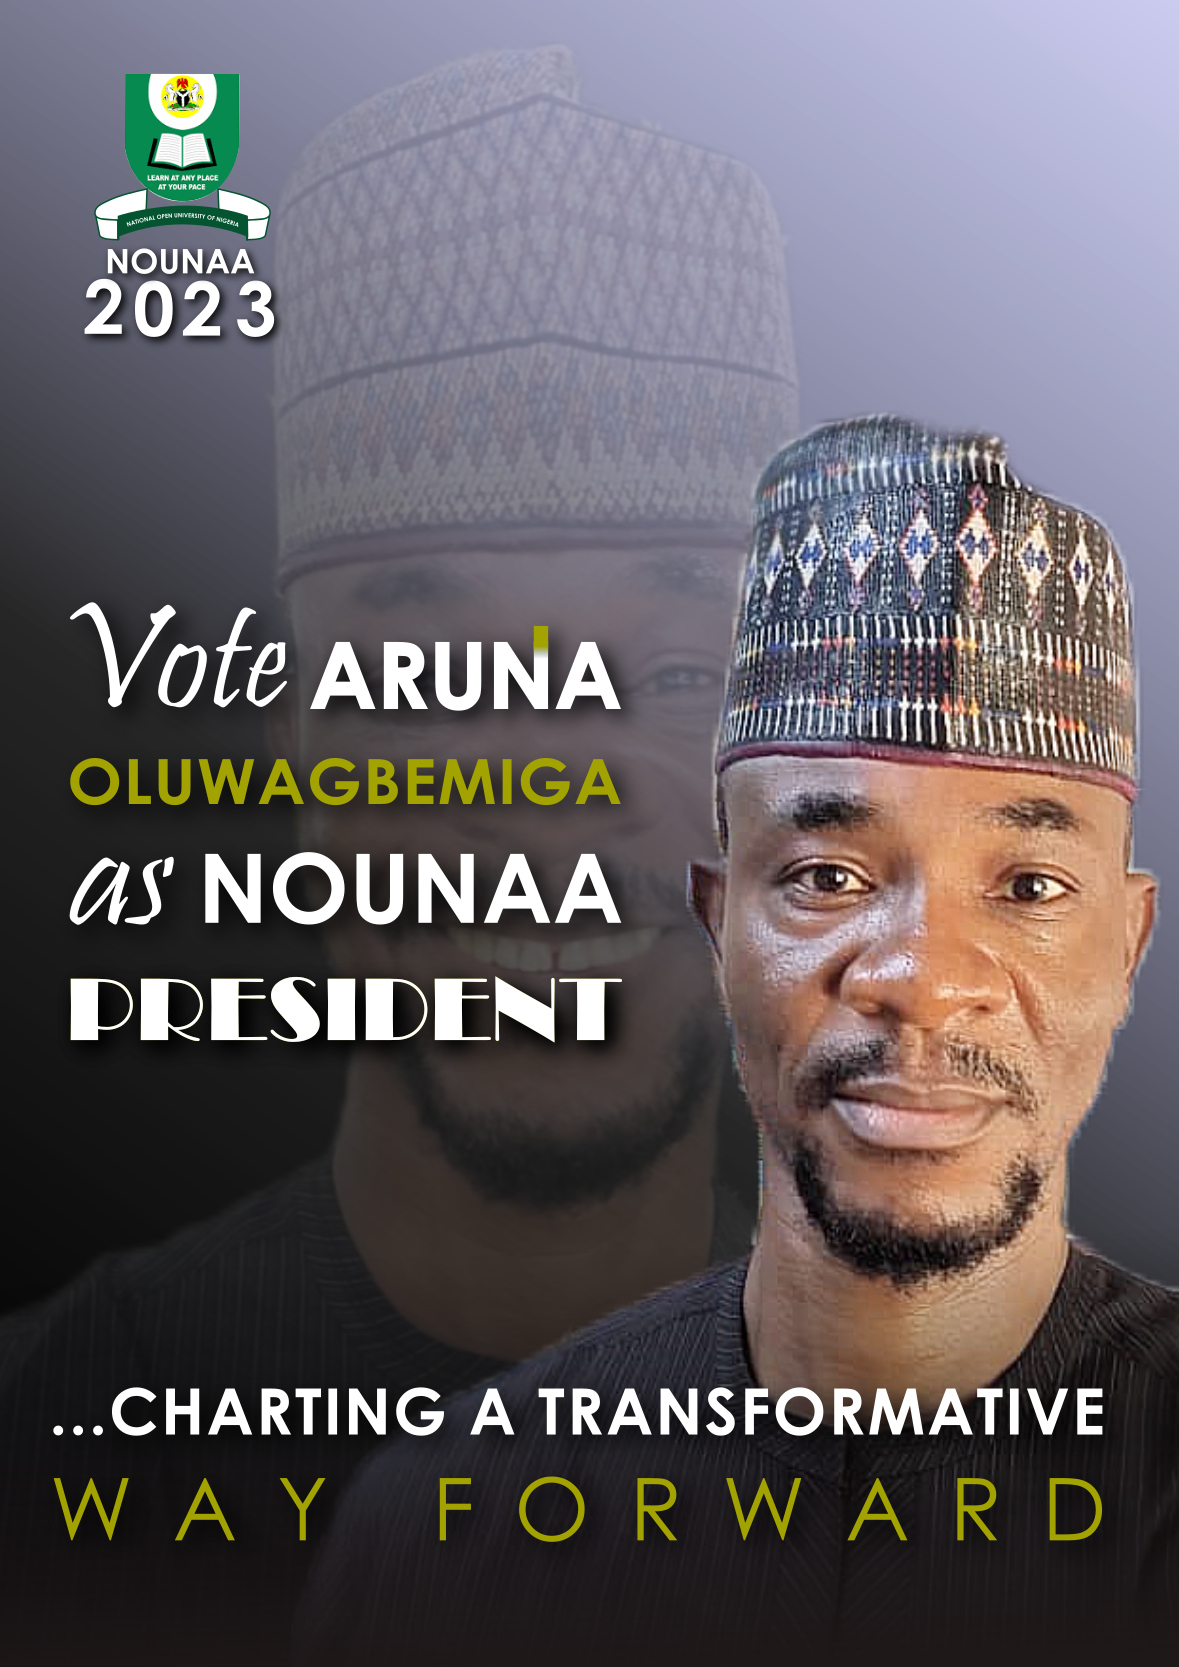 LEARN AT ANY PLACE
AT YOUR PACE
NATIONAL OPEN UNIVERSITY OF NIGERIA
NOUNAA
2023
Vote ARUNA
OLUWAGBEMIGA
as NOUNAA
PRESIDENT
...CHARTING A TRANSFORMATIVE
WAY FORWARD